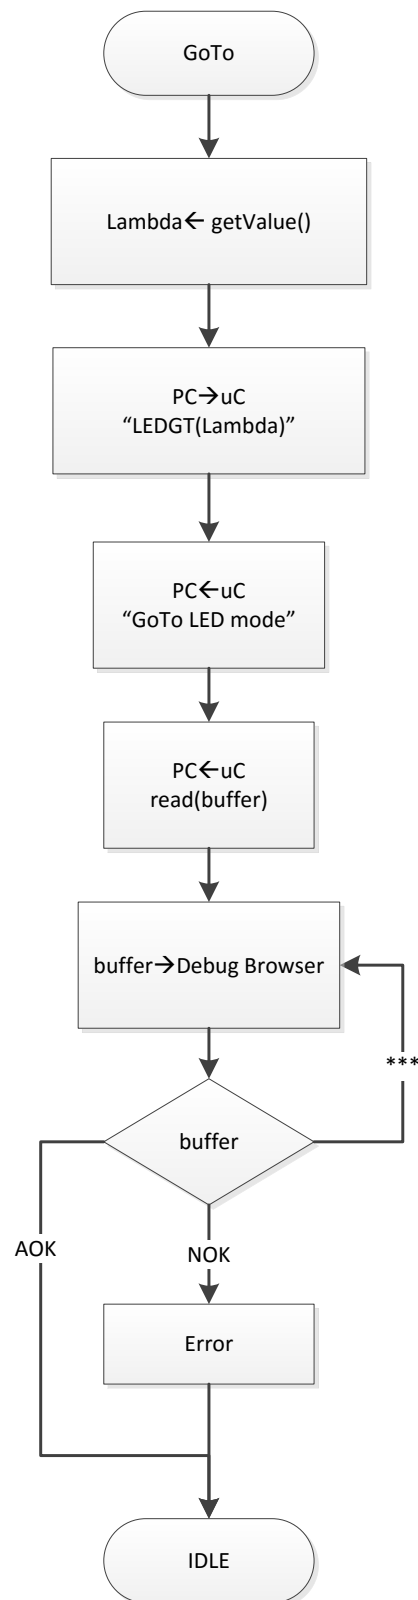 GoTo
Lambda← getValue()
PC→uC
“LEDGT(Lambda)”
PC←uC
“GoTo LED mode”
PC←uC
read(buffer)
buffer→Debug Browser
***
buffer
AOK
NOK
Error
IDLE